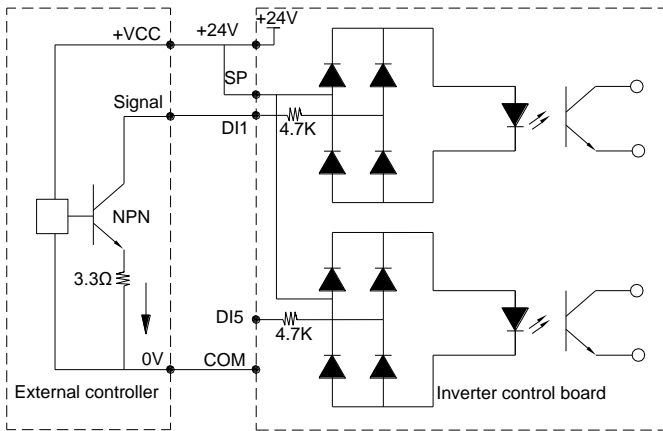 +24V
+VCC
+24V
SP
Signal
DI1
4.7K
NPN
3.3Ω
DI5
4.7K
0V
COM
External controller
Inverter control board